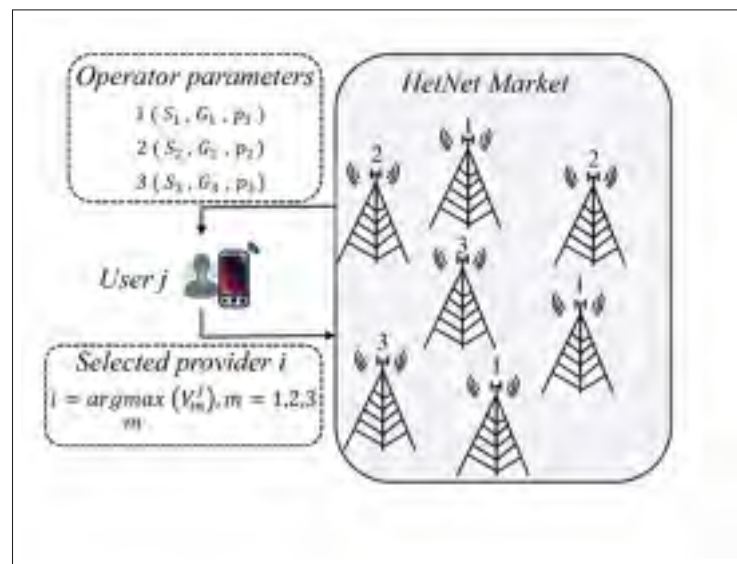 Operator parameters
1 ( S₁ , G₁ , p₁ )
2 ( S₂ , G₂ , p₂ )
3 ( S₃ , G₃ , p₃ )
User j
Selected provider i
i = argmax (Vₘʲ), m = 1,2,3
m
HetNet Market
1
2
2
3
1
3
1